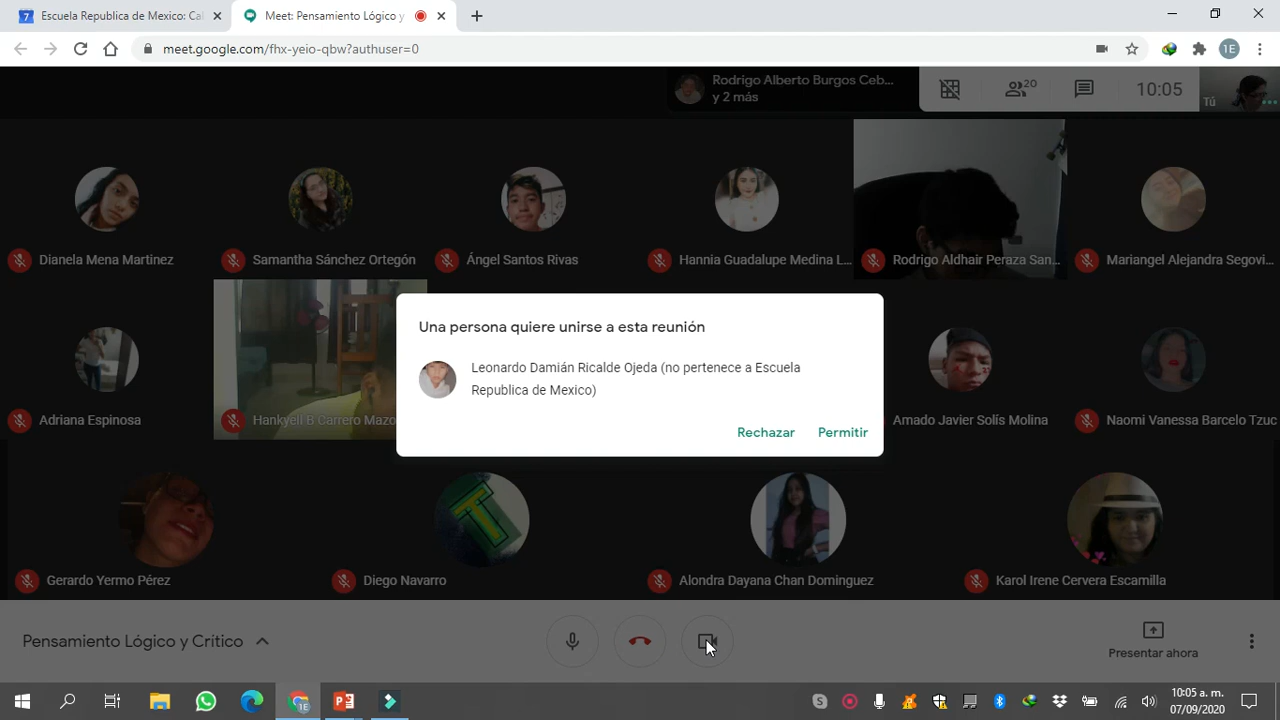 Escuela Republica de Mexico: Cal
Meet: Pensamiento Lógico y
meet.google.com/fhx-yeio-qbw?authuser=0
1E
Rodrigo Alberto Burgos Ceb...
y 2 más
20
10:05
Tú
Dianela Mena Martinez
Samantha Sánchez Ortegón
Ángel Santos Rivas
Hannia Guadalupe Medina L...
Rodrigo Aldhair Peraza San...
Mariangel Alejandra Segovi...
Una persona quiere unirse a esta reunión
Leonardo Damián Ricalde Ojeda (no pertenece a Escuela
Republica de Mexico)
Rechazar
Permitir
Adriana Espinosa
Hankyell B Carrero Mazo
Amado Javier Solís Molina
Naomi Vanessa Barcelo Tzuc
Gerardo Yermo Pérez
Diego Navarro
Alondra Dayana Chan Dominguez
Karol Irene Cervera Escamilla
Pensamiento Lógico y Crítico
Presentar ahora
10:05 a. m.
07/09/2020